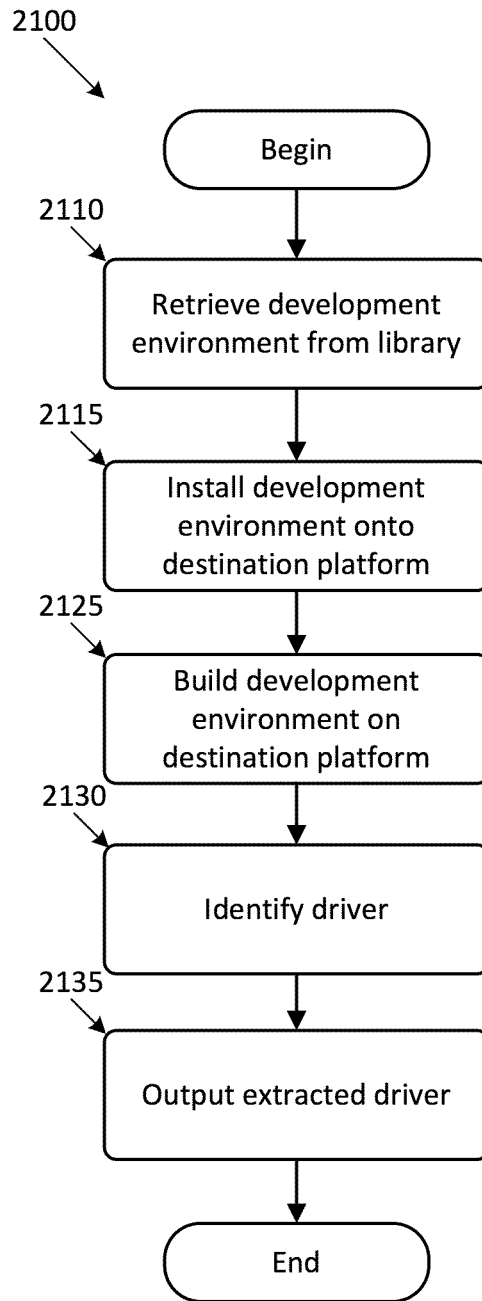 2100
Begin
2110
Retrieve development
environment from library
2115
Install development
environment onto
destination platform
2125
Build development
environment on
destination platform
2130
Identify driver
2135
Output extracted driver
End